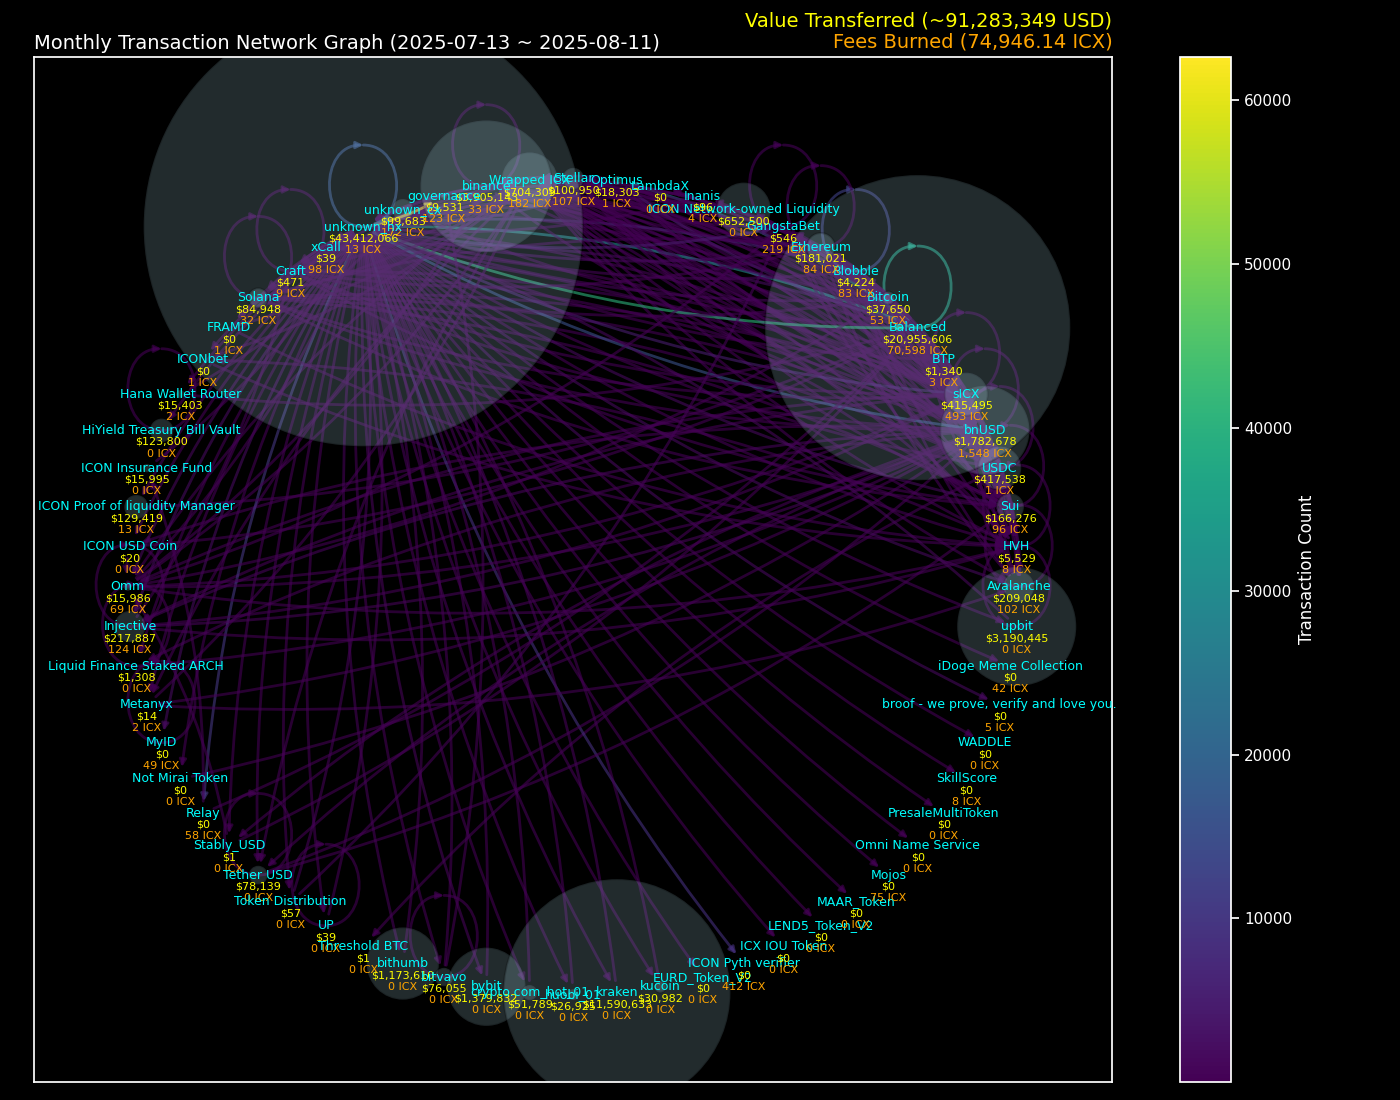 Value Transferred (~91,283,349 USD)
Monthly Transaction Network Graph (2025-07-13 ~ 2025-08-11)
Fees Burned (74,946.14 ICX)
binance
$3,905,143
33 ICX
Wrapped ICX
$704,309
182 ICX
Stellar
$100,950
107 ICX
Optimus
$18,303
1 ICX
LambdaX
$0
Inanis
$96
4 ICX
ICON Network-owned Liquidity
$652,500
0 ICX
GangstaBet
$546
219 ICX
Ethereum
$181,021
84 ICX
Blobble
$4,224
83 ICX
Bitcoin
$37,650
53 ICX
Balanced
$20,955,606
70,598 ICX
BTP
$1,340
3 ICX
sICX
$415,495
493 ICX
bnUSD
$1,782,678
1,548 ICX
USDC
$417,538
1 ICX
Sui
$166,276
96 ICX
HVH
$5,529
8 ICX
Avalanche
$209,048
102 ICX
upbit
$3,190,445
0 ICX
iDoge Meme Collection
$0
42 ICX
broof - we prove, verify and love you.
$0
5 ICX
WADDLE
$0
0 ICX
SkillScore
$0
8 ICX
PresaleMultiToken
$0
0 ICX
Omni Name Service
$0
0 ICX
Mojos
$0
75 ICX
MAAR_Token
$0
0 ICX
LEND5_Token_V2
$0
0 ICX
ICX IOU Token
$0
0 ICX
ICON Pyth verifier
$0
412 ICX
EURD_Token_V2
$0
0 ICX
kucoin
$30,982
0 ICX
kraken
$11,590,633
0 ICX
huobi_01
$26,925
0 ICX
crypto.com_hot_01
$51,789
0 ICX
bybit
$1,379,832
0 ICX
bitvavo
$76,055
0 ICX
bithumb
$1,173,610
0 ICX
Threshold BTC
$1
0 ICX
UP
$39
0 ICX
Token Distribution
$57
0 ICX
Tether USD
$78,139
0 ICX
Stably_USD
$1
0 ICX
Relay
$0
58 ICX
Not Mirai Token
$0
0 ICX
MyID
$0
49 ICX
Metanyx
$14
2 ICX
Liquid Finance Staked ARCH
$1,308
0 ICX
Injective
$217,887
124 ICX
Omm
$15,986
69 ICX
ICON USD Coin
$20
0 ICX
ICON Proof of liquidity Manager
$129,419
13 ICX
ICON Insurance Fund
$15,995
0 ICX
HiYield Treasury Bill Vault
$123,800
0 ICX
Hana Wallet Router
$15,403
2 ICX
ICONbet
$0
1 ICX
FRAMD
$0
1 ICX
Solana
$84,948
32 ICX
Craft
$471
9 ICX
xCall
$39
98 ICX
unknown_hx
$43,412,066
13 ICX
unknown
$99,683
governance
$9,531
123 ICX
60000
50000
40000
30000
20000
10000
Transaction Count